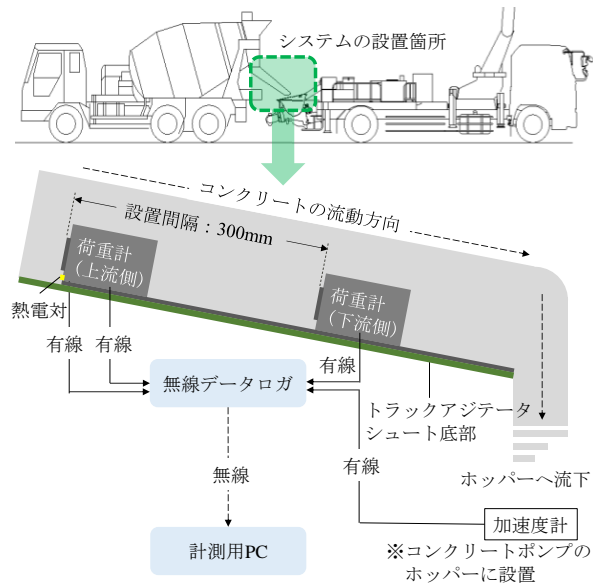 システムの設置箇所
コンクリートの流動方向
設置間隔：300mm
荷重計
（上流側）
荷重計
（下流側）
熱電対
有線
有線
有線
無線データロガ
トラックアジテータ
シュート底部
有線
無線
ホッパーへ流下
加速度計
計測用PC
※コンクリートポンプの
ホッパーに設置